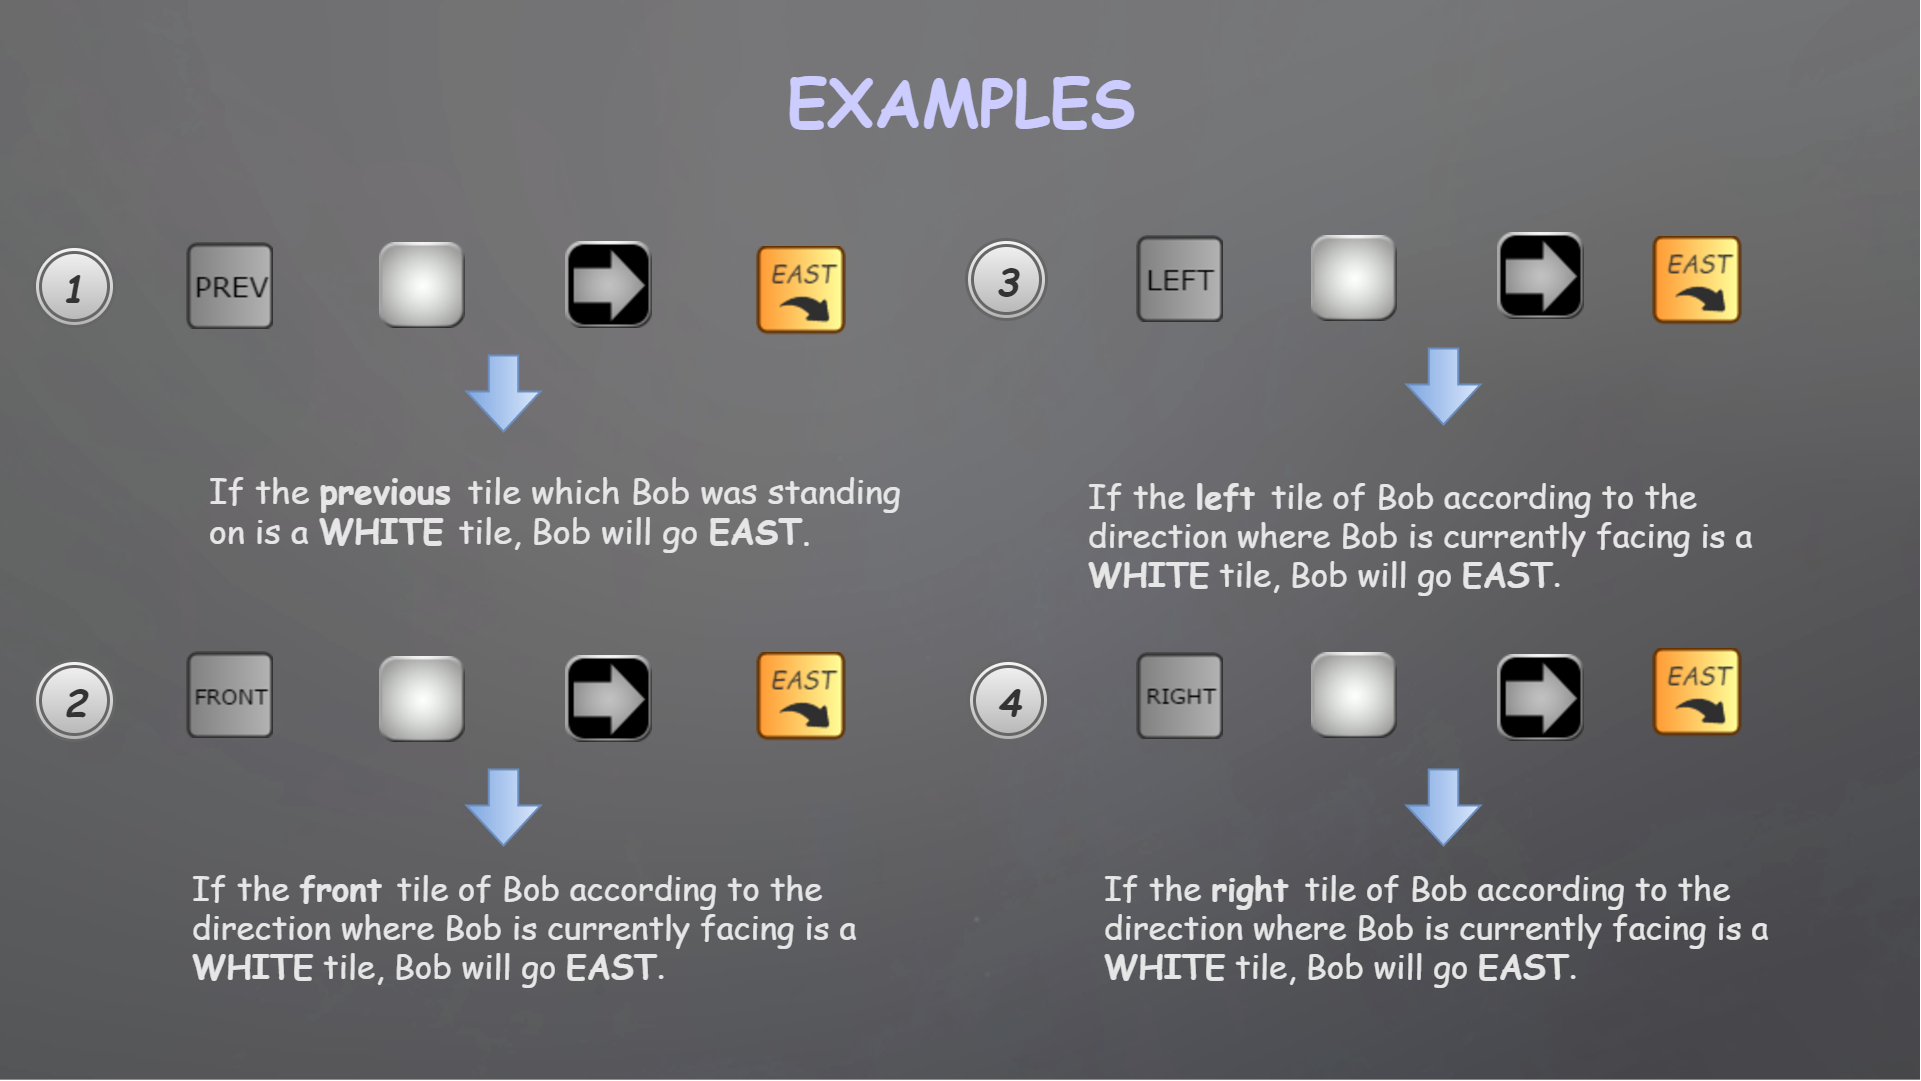 EXAMPLES
1
PREV
EAST
If the previous tile which Bob was standing
on is a WHITE tile, Bob will go EAST.
2
FRONT
EAST
If the front tile of Bob according to the
direction where Bob is currently facing is a
WHITE tile, Bob will go EAST.
3
LEFT
EAST
If the left tile of Bob according to the
direction where Bob is currently facing is a
WHITE tile, Bob will go EAST.
4
RIGHT
EAST
If the right tile of Bob according to the
direction where Bob is currently facing is a
WHITE tile, Bob will go EAST.